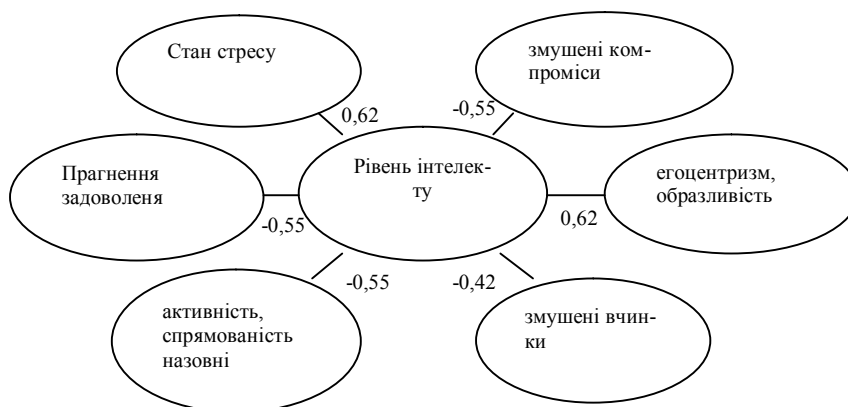 Стан стресу
змушені ком-
проміси
0,62
-0,55
Прагнення
задоволеня
Рівень інтелек-
ту
егоцентризм,
образливість
-0,55
0,62
-0,55
-0,42
активність,
спрямованість
назовні
змушені вчин-
ки